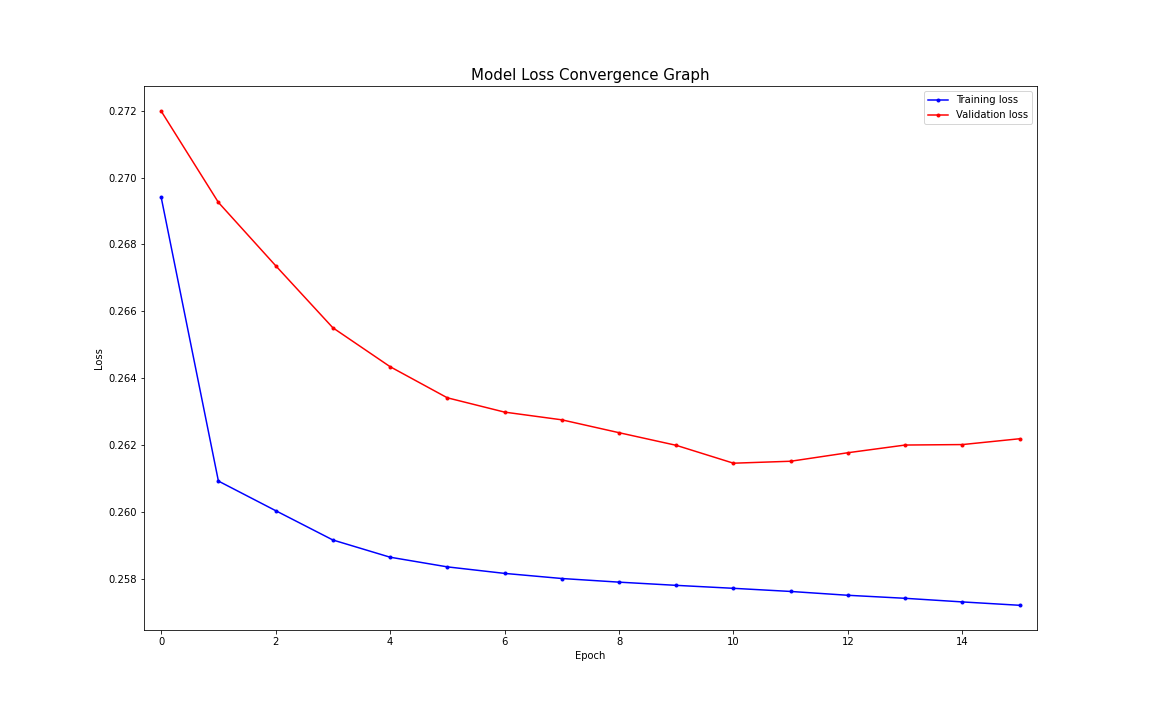 Model Loss Convergence Graph
Training loss
Validation loss
0.272
0.270
0.268
0.266
0.264
0.262
0.260
0.258
Loss
0 2 4 6 8 10 12 14
Epoch